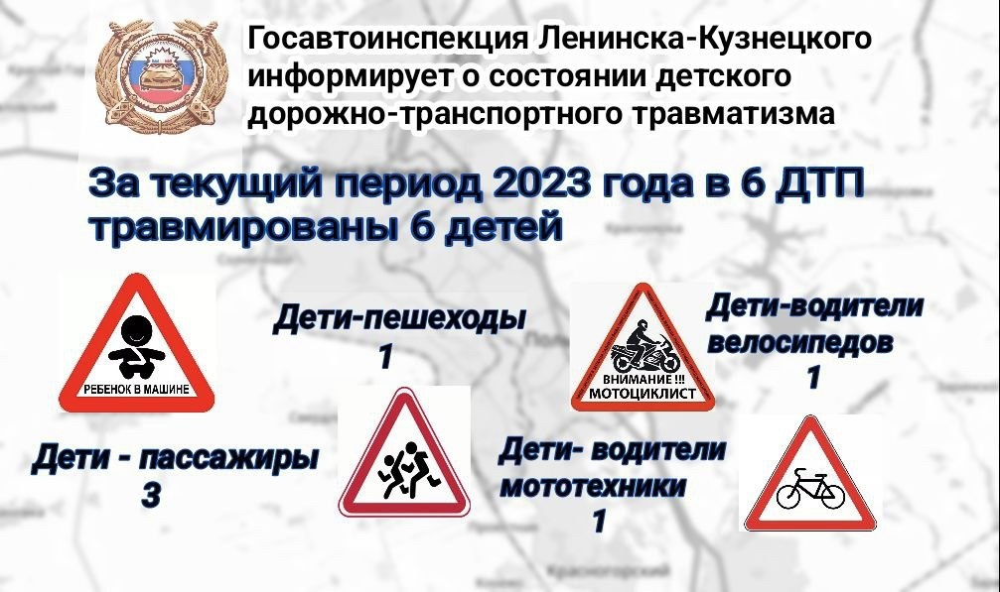 Госавтоинспекция Ленинска-Кузнецкого
информирует о состоянии детского
дорожно-транспортного травматизма
За текущий период 2023 года в 6 ДТП
травмированы 6 детей
РЕБЕНОК В МАШИНЕ
Дети - пассажиры
3
Дети-пешеходы
1
ВНИМАНИЕ !!!
МОТОЦИКЛИСТ
Дети- водители
мототехники
1
Дети-водители
велосипедов
1